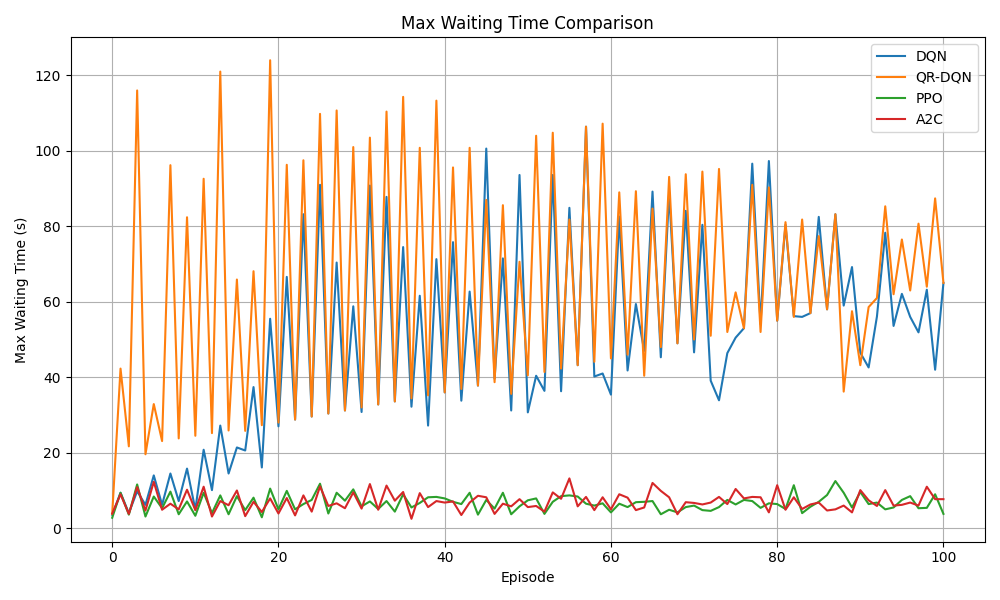 Max Waiting Time Comparison
DQN
QR-DQN
PPO
A2C
Max Waiting Time (s)
120
100
80
60
40
20
0
0 20 40 60 80 100
Episode